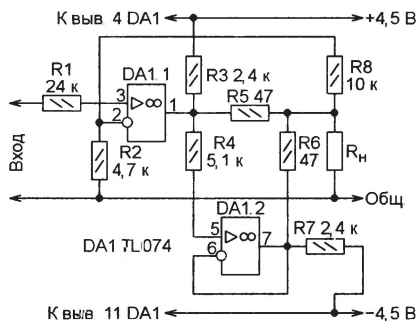 К выв 4 DA1
+4,5 В
R1
24 к
DA1.1
R3 2,4 к
R8
10 к
3
▷∞
1
R5 47
2
Вход
R2
4,7 к
R4
5,1 к
R6
47
Rн
Общ
DA1.2
5
▷∞
7
R7 2,4 к
6
DA1 TL074
К выв 11 DA1
−4,5 В